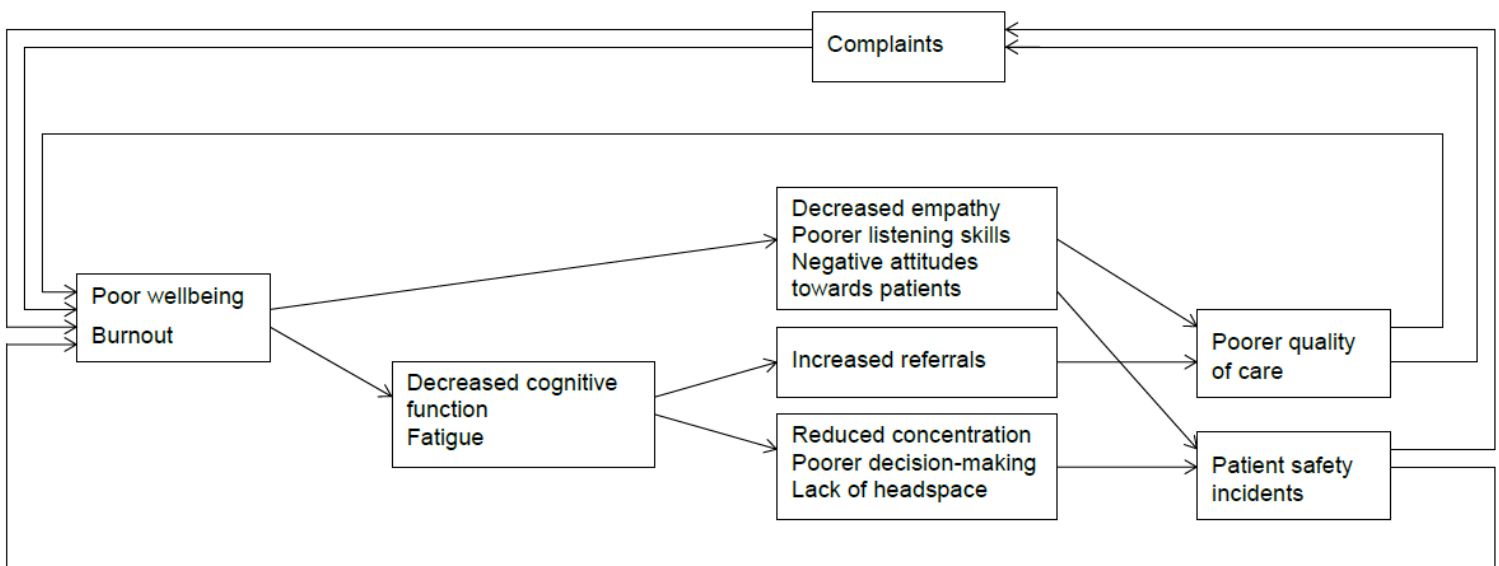 Complaints
Decreased empathy
Poorer listening skills
Negative attitudes
towards patients
Poor wellbeing
Burnout
Increased referrals
Poorer quality
of care
Decreased cognitive
function
Fatigue
Reduced concentration
Poorer decision-making
Lack of headspace
Patient safety
incidents